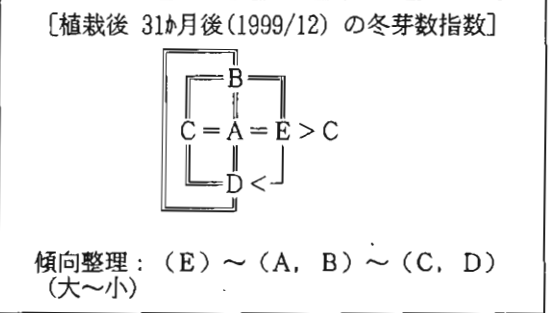 [植栽後 31ｶ月後(1999/12) の冬芽数指数]
B
C = A = E > C
D <
傾向整理： (E) ～ (A, B) ～ (C, D)
(大～小)